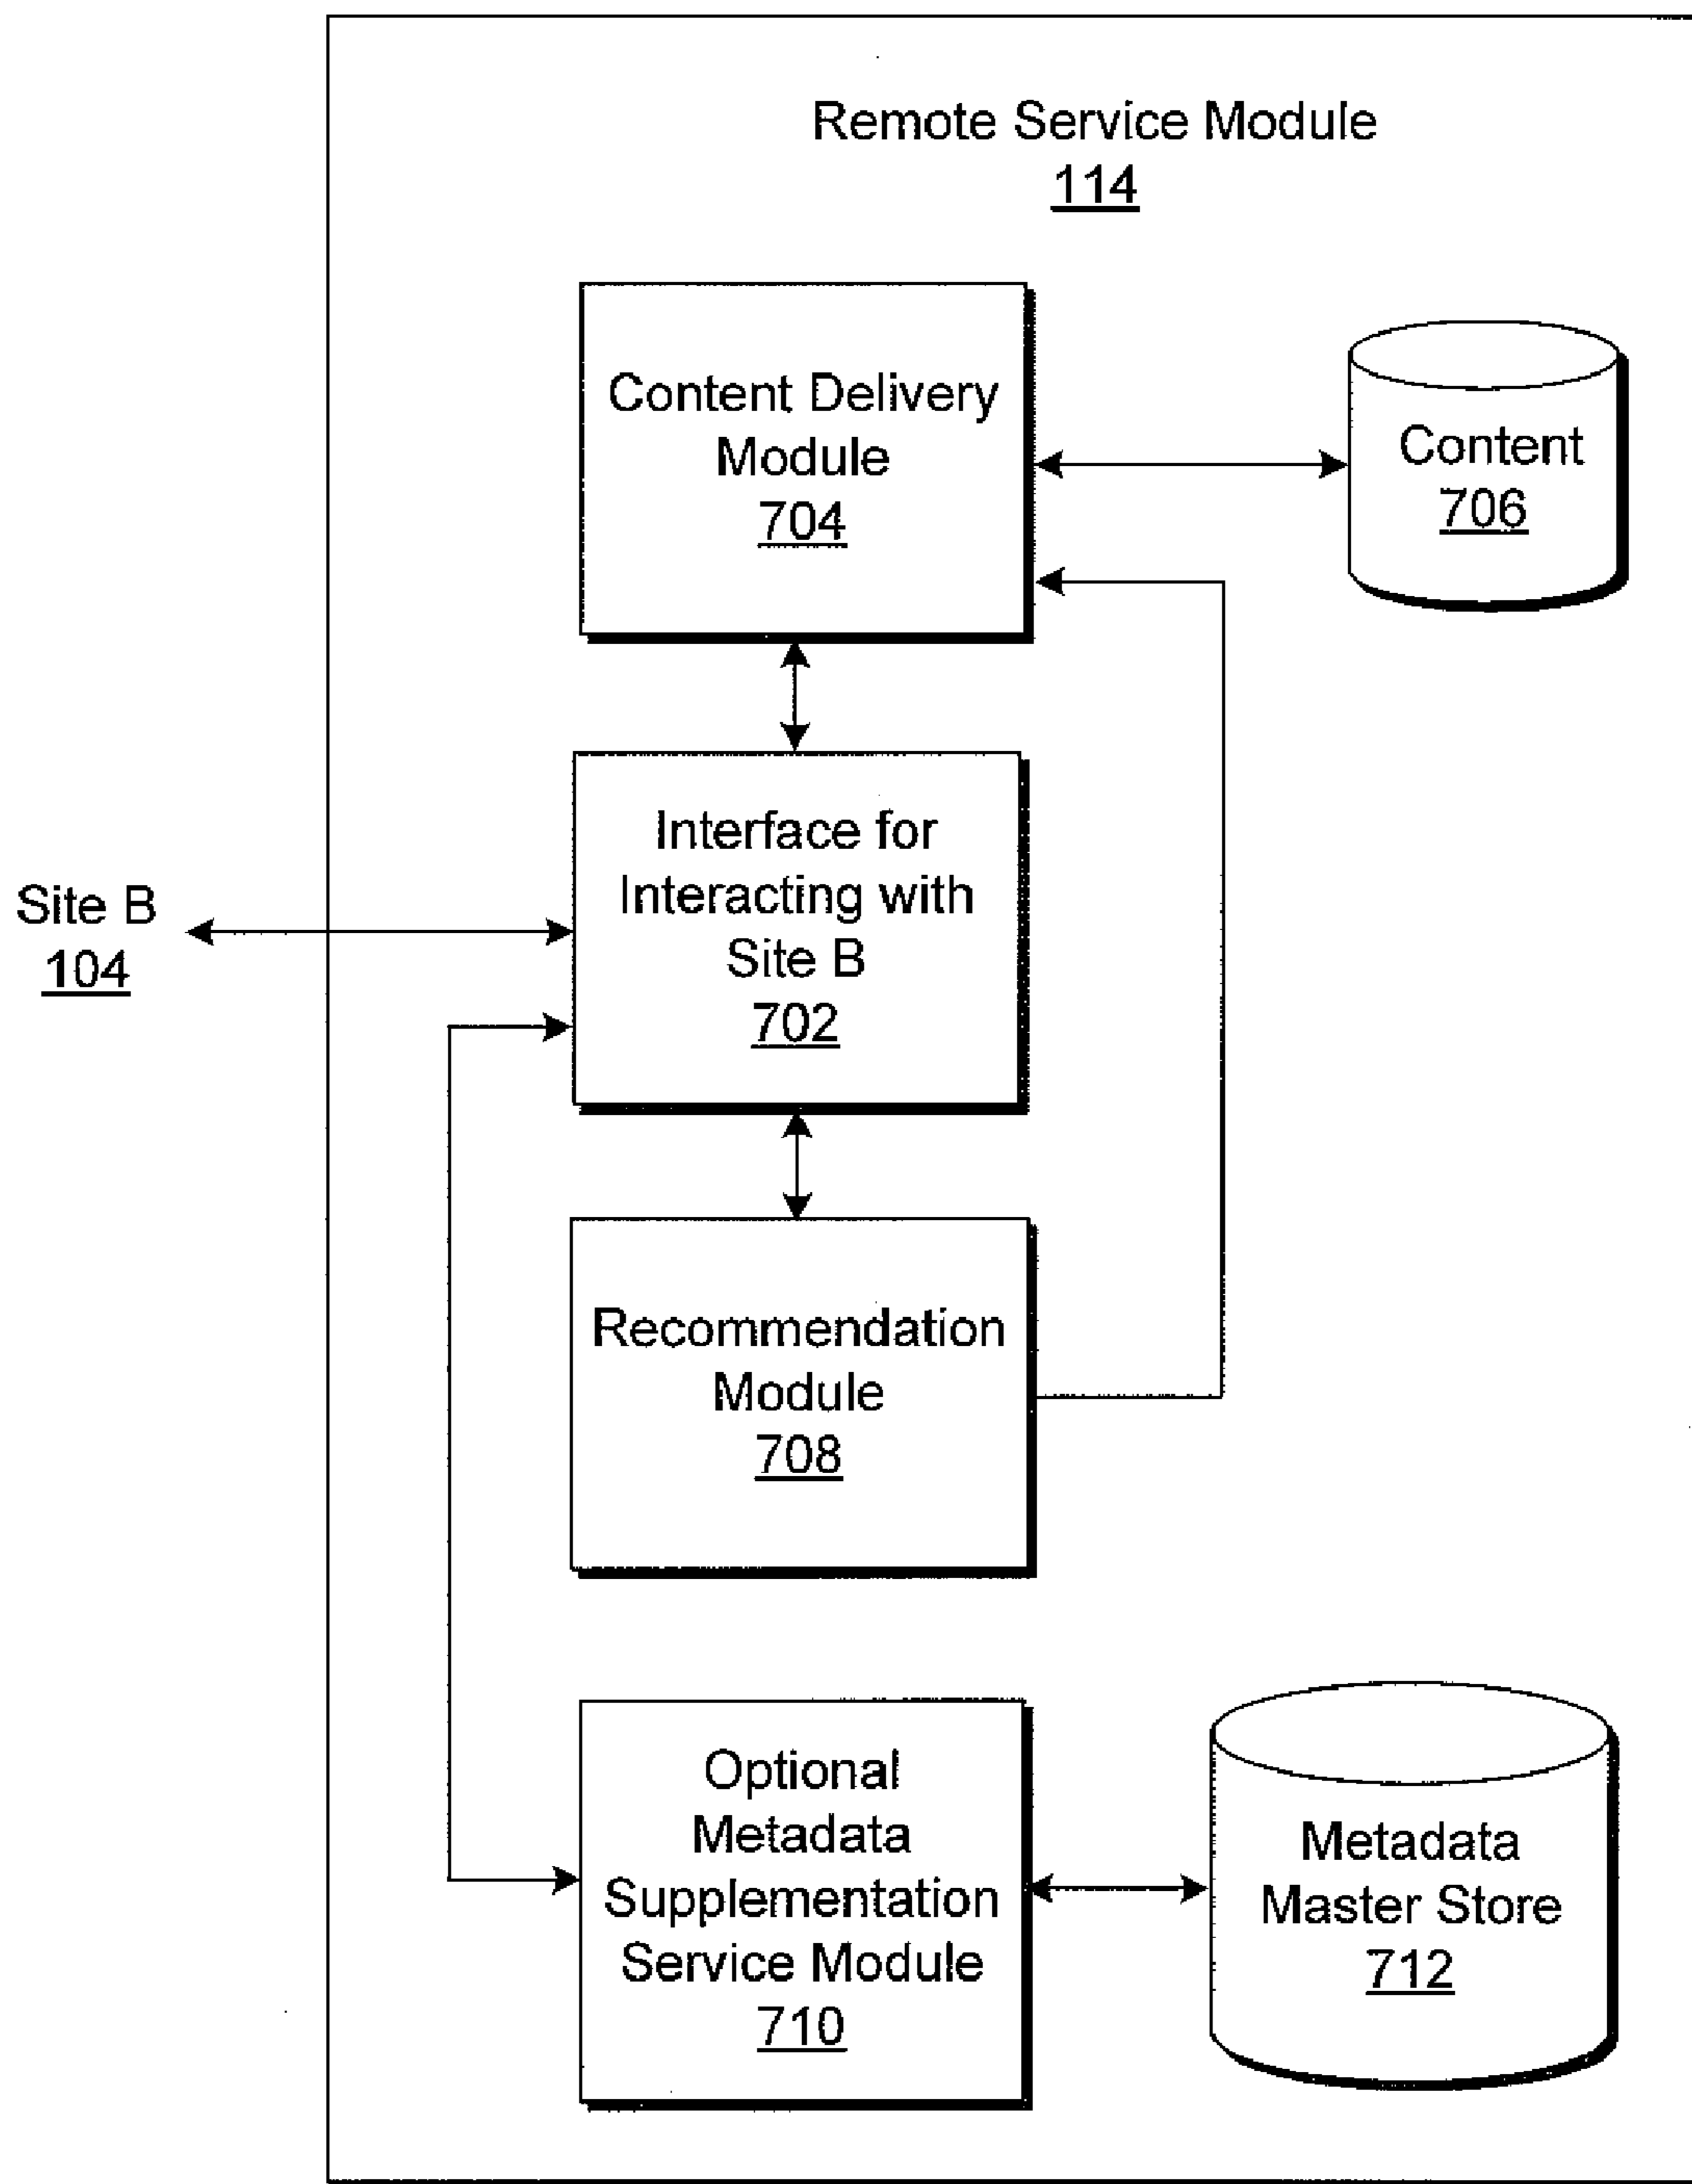 Remote Service Module
114
Content Delivery
Module
704
Content
706
Interface for
Interacting with
Site B
702
Site B
104
Recommendation
Module
708
Optional
Metadata
Supplementation
Service Module
710
Metadata
Master Store
712